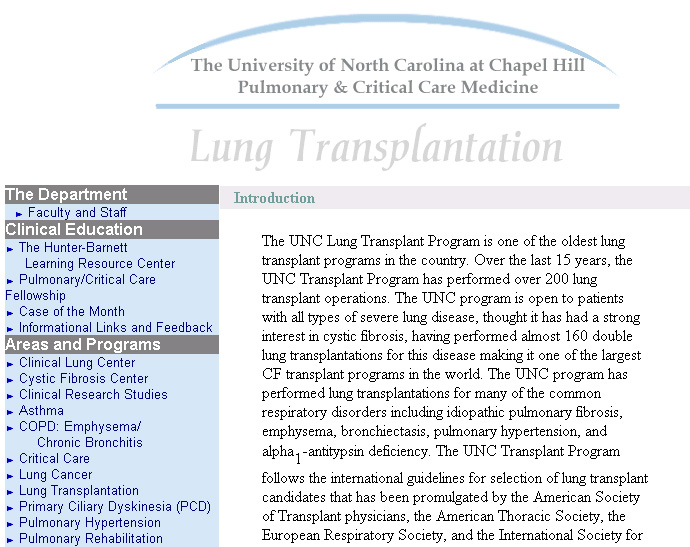 The University of North Carolina at Chapel Hill
Pulmonary & Critical Care Medicine
Lung Transplantation
The Department
► Faculty and Staff
Clinical Education
► The Hunter-Barnett
Learning Resource Center
► Pulmonary/Critical Care
Fellowship
► Case of the Month
► Informational Links and Feedback
Areas and Programs
► Clinical Lung Center
► Cystic Fibrosis Center
► Clinical Research Studies
► Asthma
► COPD: Emphysema/
Chronic Bronchitis
► Critical Care
► Lung Cancer
► Lung Transplantation
► Primary Ciliary Dyskinesia (PCD)
► Pulmonary Hypertension
► Pulmonary Rehabilitation
Introduction
The UNC Lung Transplant Program is one of the oldest lung
transplant programs in the country. Over the last 15 years, the
UNC Transplant Program has performed over 200 lung
transplant operations. The UNC program is open to patients
with all types of severe lung disease, thought it has had a strong
interest in cystic fibrosis, having performed almost 160 double
lung transplantations for this disease making it one of the largest
CF transplant programs in the world. The UNC program has
performed lung transplantations for many of the common
respiratory disorders including idiopathic pulmonary fibrosis,
emphysema, bronchiectasis, pulmonary hypertension, and
alpha1-antitypsin deficiency. The UNC Transplant Program
follows the international guidelines for selection of lung transplant
candidates that has been promulgated by the American Society
of Transplant physicians, the American Thoracic Society, the
European Respiratory Society, and the International Society for